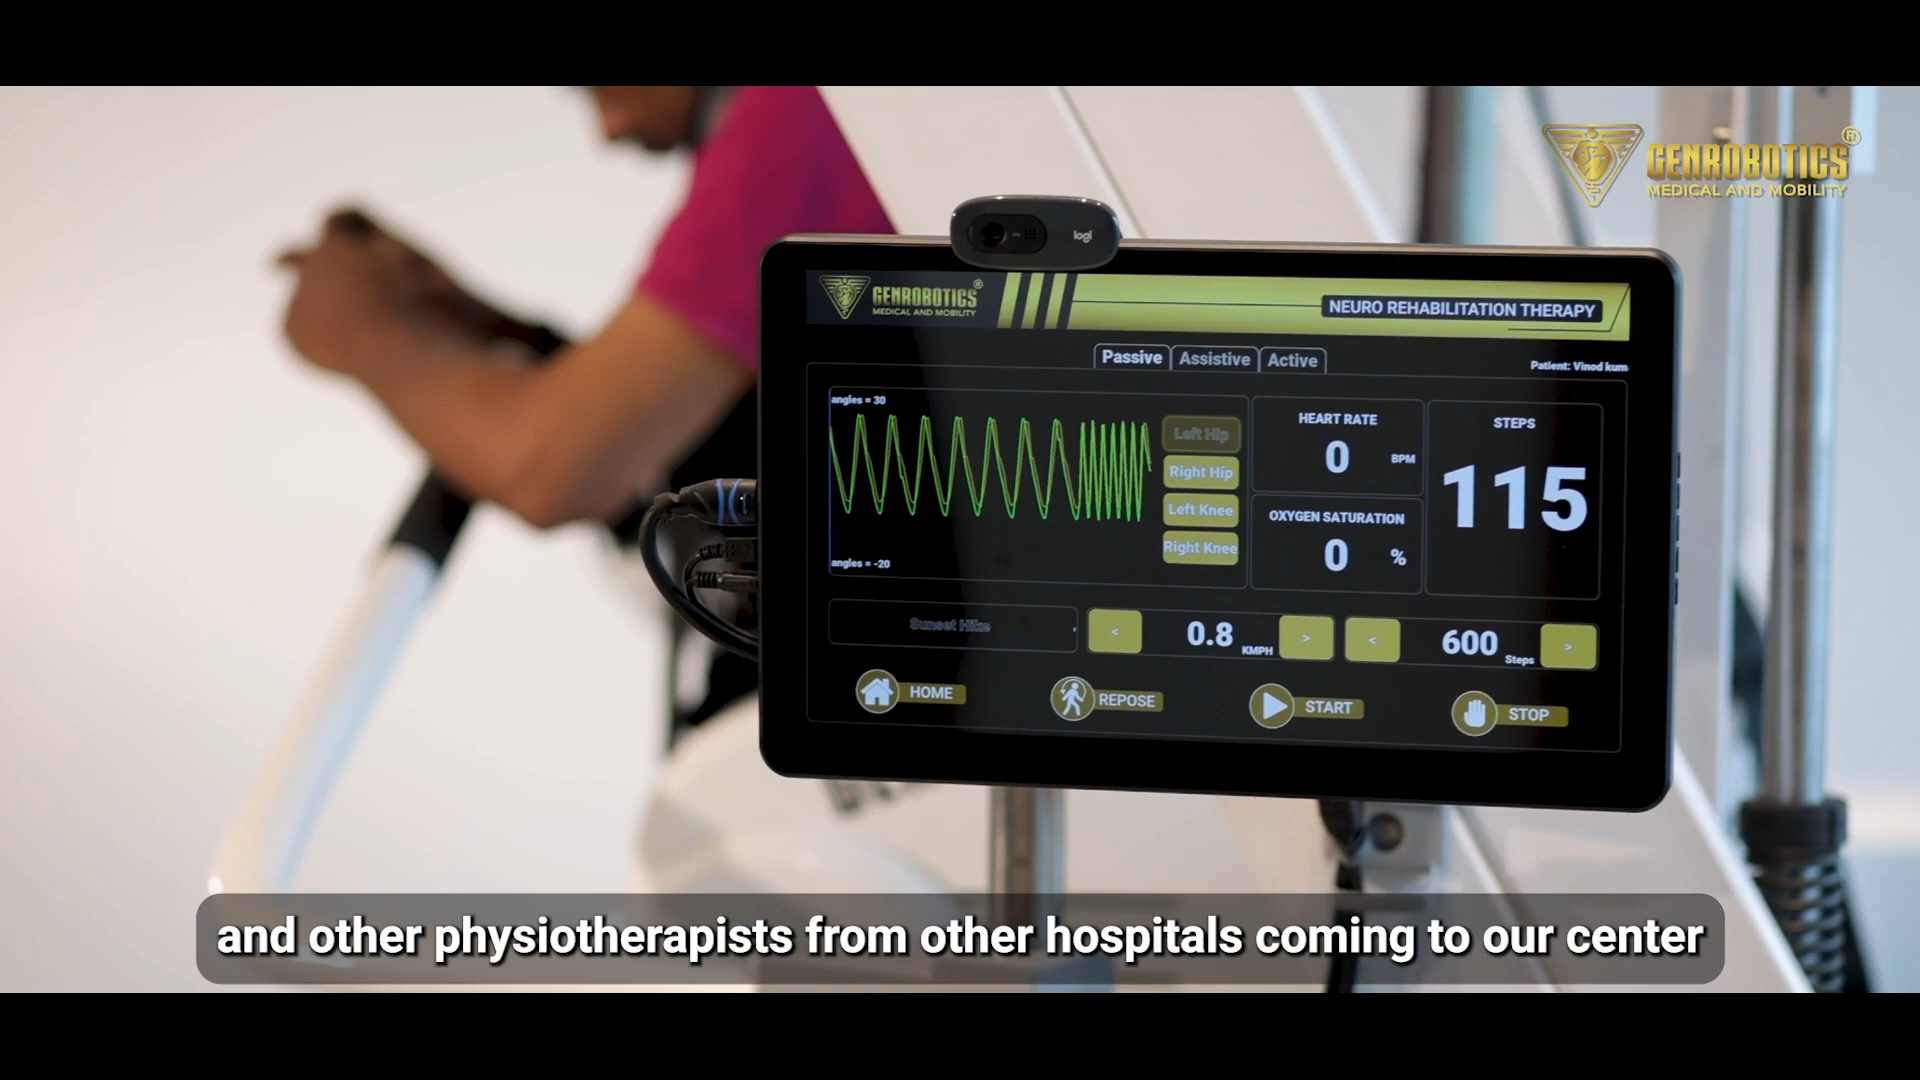 GENROBOTICS®
MEDICAL AND MOBILITY
logi
GENROBOTICS®
MEDICAL AND MOBILITY
NEURO REHABILITATION THERAPY
Passive
Assistive
Active
Patient: Vinod kum
angles = 30
angles = -20
Left Hip
Right Hip
Left Knee
Right Knee
HEART RATE
0 BPM
OXYGEN SATURATION
0 %
STEPS
115
Sunset Hike
< 0.8 KMPH >
< 600 Steps >
HOME
REPOSE
START
STOP
and other physiotherapists from other hospitals coming to our center